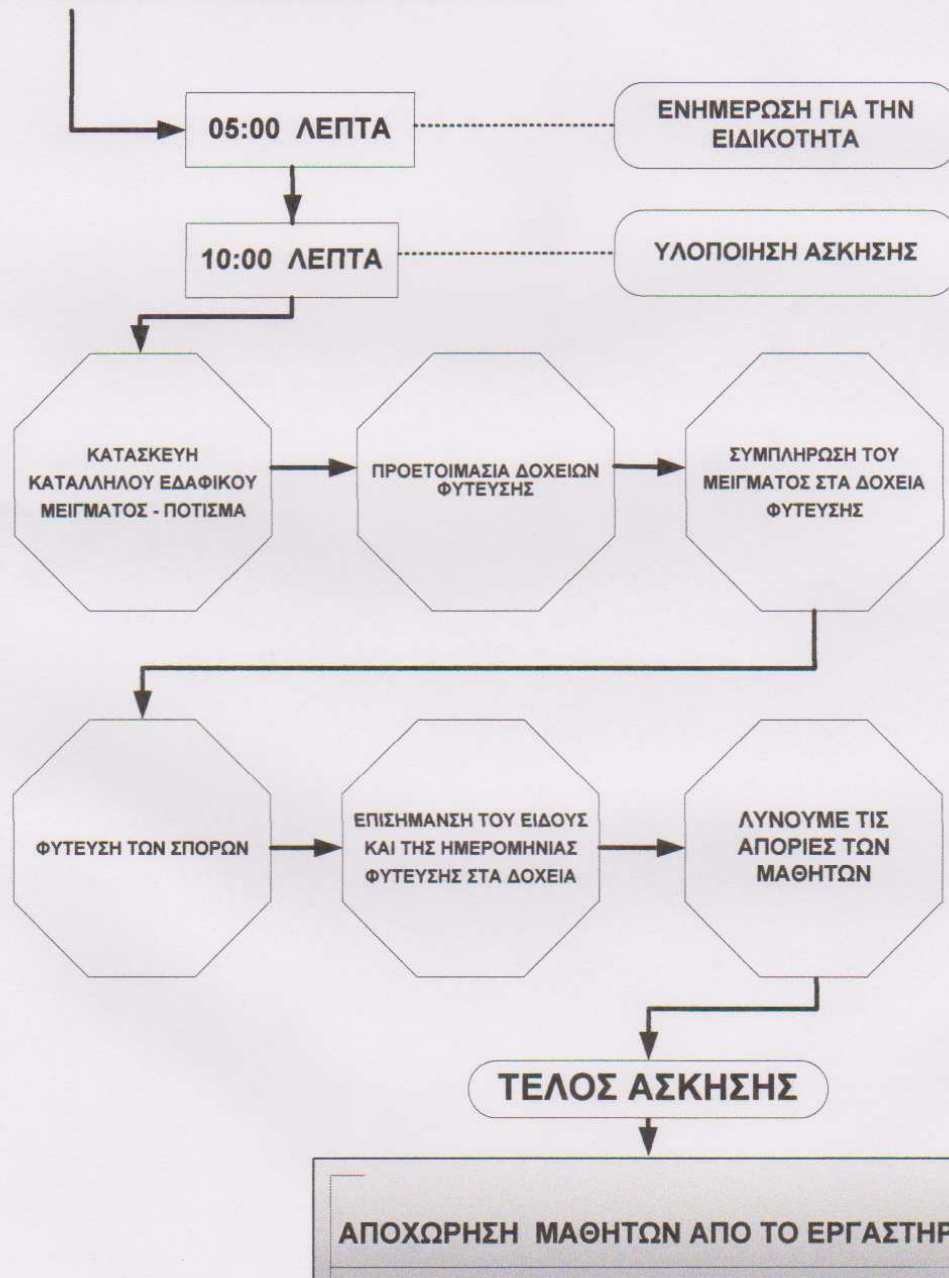 05:00 ΛΕΠΤΑ
ΕΝΗΜΕΡΩΣΗ ΓΙΑ ΤΗΝ
ΕΙΔΙΚΟΤΗΤΑ
10:00 ΛΕΠΤΑ
ΥΛΟΠΟΙΗΣΗ ΑΣΚΗΣΗΣ
ΚΑΤΑΣΚΕΥΗ
ΚΑΤΑΛΛΗΛΟΥ ΕΔΑΦΙΚΟΥ
ΜΕΙΓΜΑΤΟΣ - ΠΟΤΙΣΜΑ
ΠΡΟΕΤΟΙΜΑΣΙΑ ΔΟΧΕΙΩΝ
ΦΥΤΕΥΣΗΣ
ΣΥΜΠΛΗΡΩΣΗ ΤΟΥ
ΜΕΙΓΜΑΤΟΣ ΣΤΑ ΔΟΧΕΙΑ
ΦΥΤΕΥΣΗΣ
ΦΥΤΕΥΣΗ ΤΩΝ ΣΠΟΡΩΝ
ΕΠΙΣΗΜΑΝΣΗ ΤΟΥ ΕΙΔΟΥΣ
ΚΑΙ ΤΗΣ ΗΜΕΡΟΜΗΝΙΑΣ
ΦΥΤΕΥΣΗΣ ΣΤΑ ΔΟΧΕΙΑ
ΛΥΝΟΥΜΕ ΤΙΣ
ΑΠΟΡΙΕΣ ΤΩΝ
ΜΑΘΗΤΩΝ
ΤΕΛΟΣ ΑΣΚΗΣΗΣ
ΑΠΟΧΩΡΗΣΗ ΜΑΘΗΤΩΝ ΑΠΟ ΤΟ ΕΡΓΑΣΤΗΡ